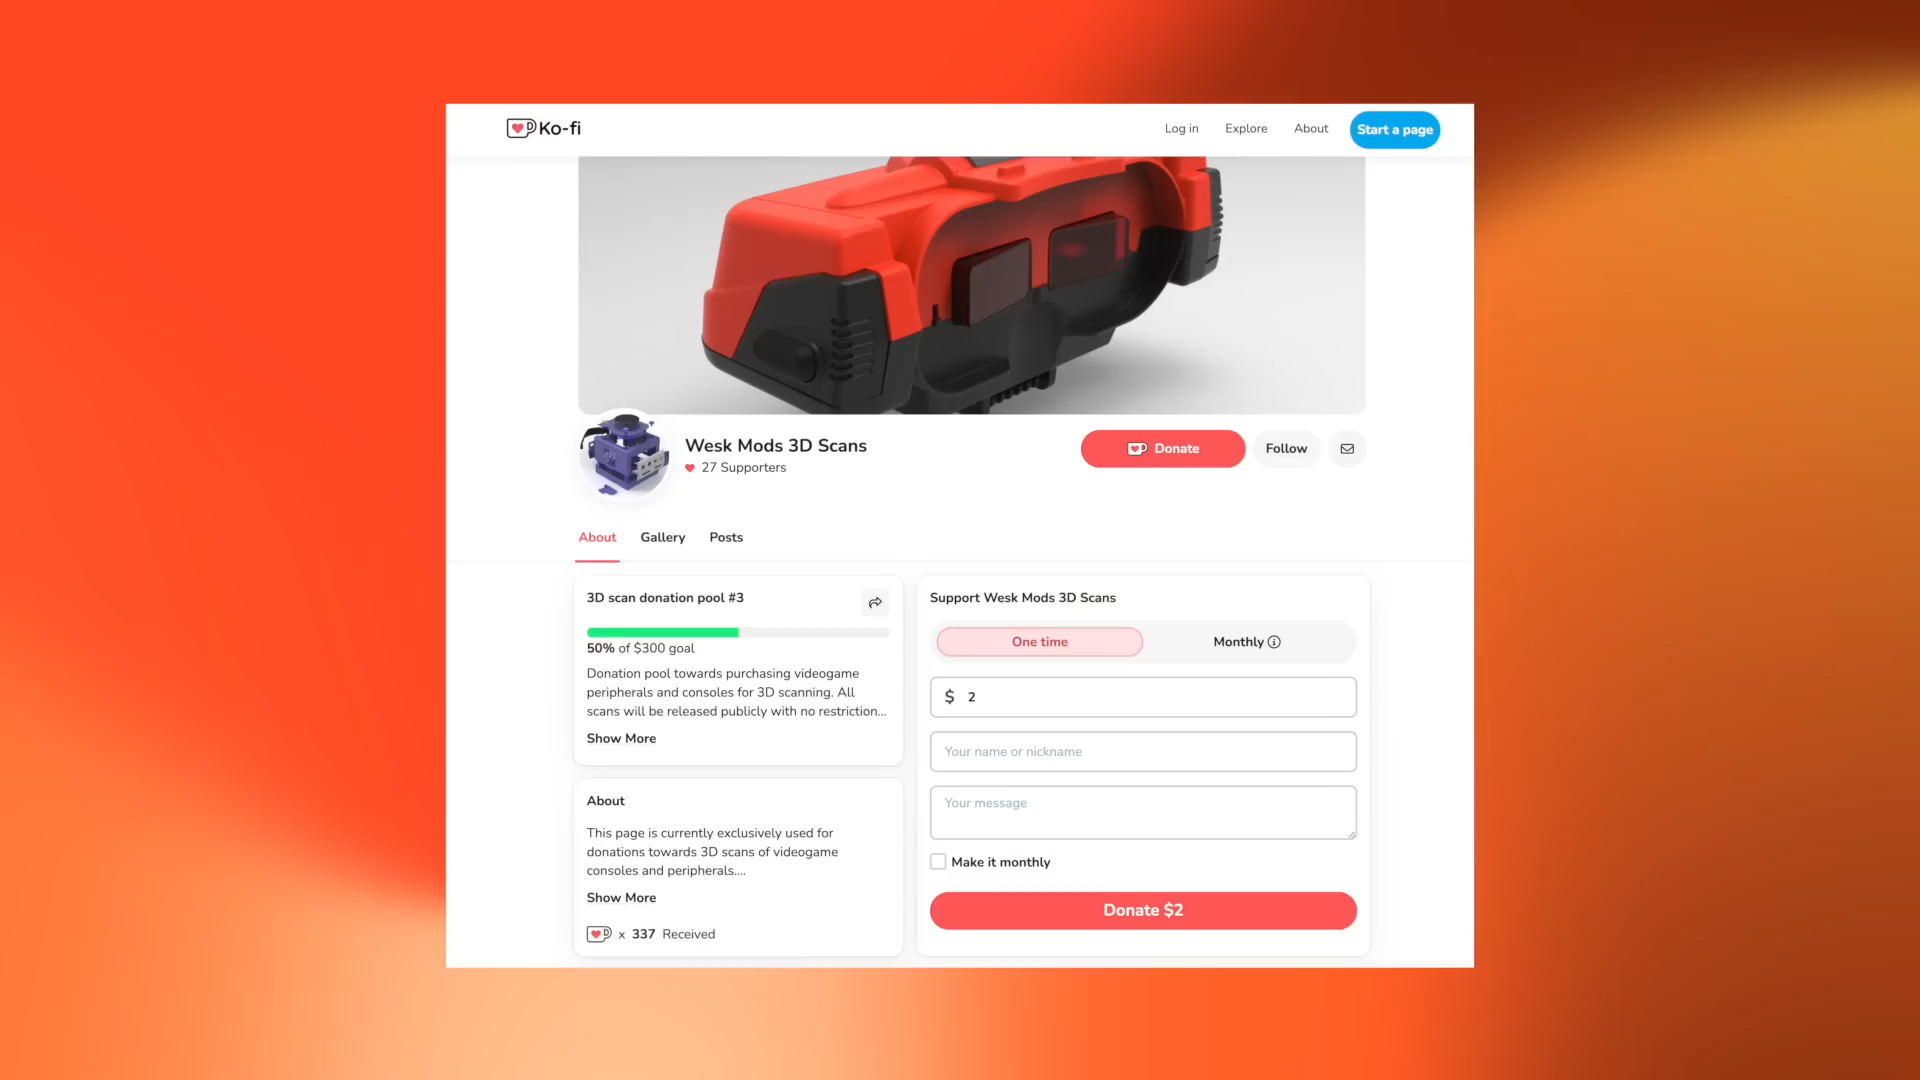 Ko-fi
Log in
Explore
About
Start a page
Wesk Mods 3D Scans
27 Supporters
Donate
Follow
About
Gallery
Posts
3D scan donation pool #3
50% of $300 goal
Donation pool towards purchasing videogame
peripherals and consoles for 3D scanning. All
scans will be released publicly with no restriction...
Show More
About
This page is currently exclusively used for
donations towards 3D scans of videogame
consoles and peripherals....
Show More
x 337 Received
Support Wesk Mods 3D Scans
One time
Monthly
$ 2
Your name or nickname
Your message
Make it monthly
Donate $2